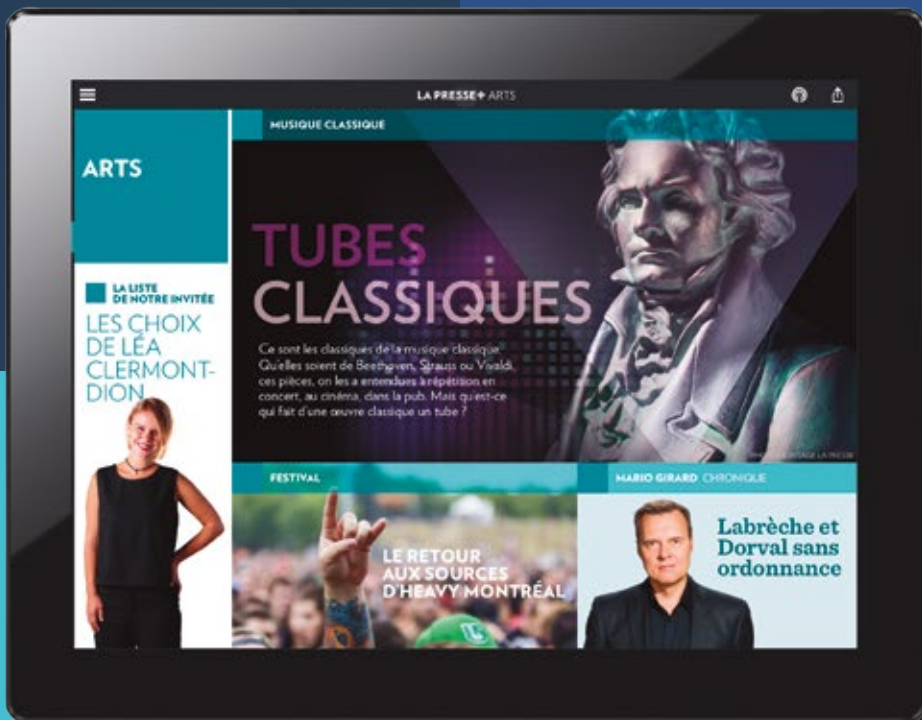 LA PRESSE+ ARTS
ARTS
MUSIQUE CLASSIQUE
TUBES
CLASSIQUES
Ce sont les classiques de la musique classique.
Qu'elles soient de Beethoven, Strauss ou Vivaldi,
ces pièces, on les a entendues à répétition en
concert, au cinéma, dans la pub. Mais qu'est-ce
qui fait d'une œuvre classique un tube ?
LA LISTE
DE NOTRE INVITÉE
LES CHOIX
DE LÉA
CLERMONT-
DION
FESTIVAL
LE RETOUR
AUX SOURCES
D'HEAVY MONTRÉAL
MARIO GIRARD CHRONIQUE
Labrèche et
Dorval sans
ordonnance